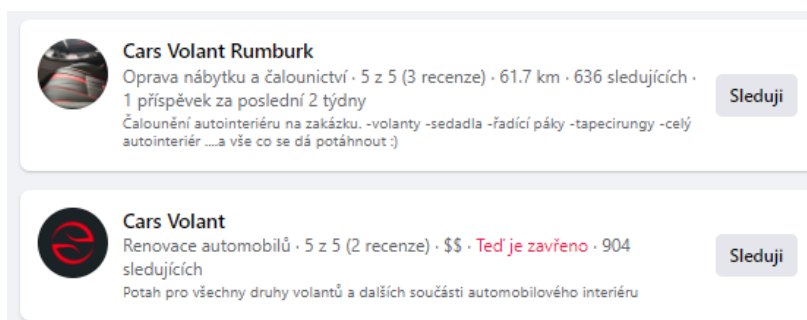 Cars Volant Rumburk
Oprava nábytku a čalounictví · 5 z 5 (3 recenze) · 61.7 km · 636 sledujících ·
1 příspěvek za poslední 2 týdny
Čalounění autointeriéru na zakázku. -volanty -sedadla -řadící páky -tapecirungy -celý
autointeriér ....a vše co se dá potáhnout :)
Sleduji
Cars Volant
Renovace automobilů · 5 z 5 (2 recenze) · $$ · Teď je zavřeno · 904
sledujících
Potah pro všechny druhy volantů a dalších součásti automobilového interiéru
Sleduji